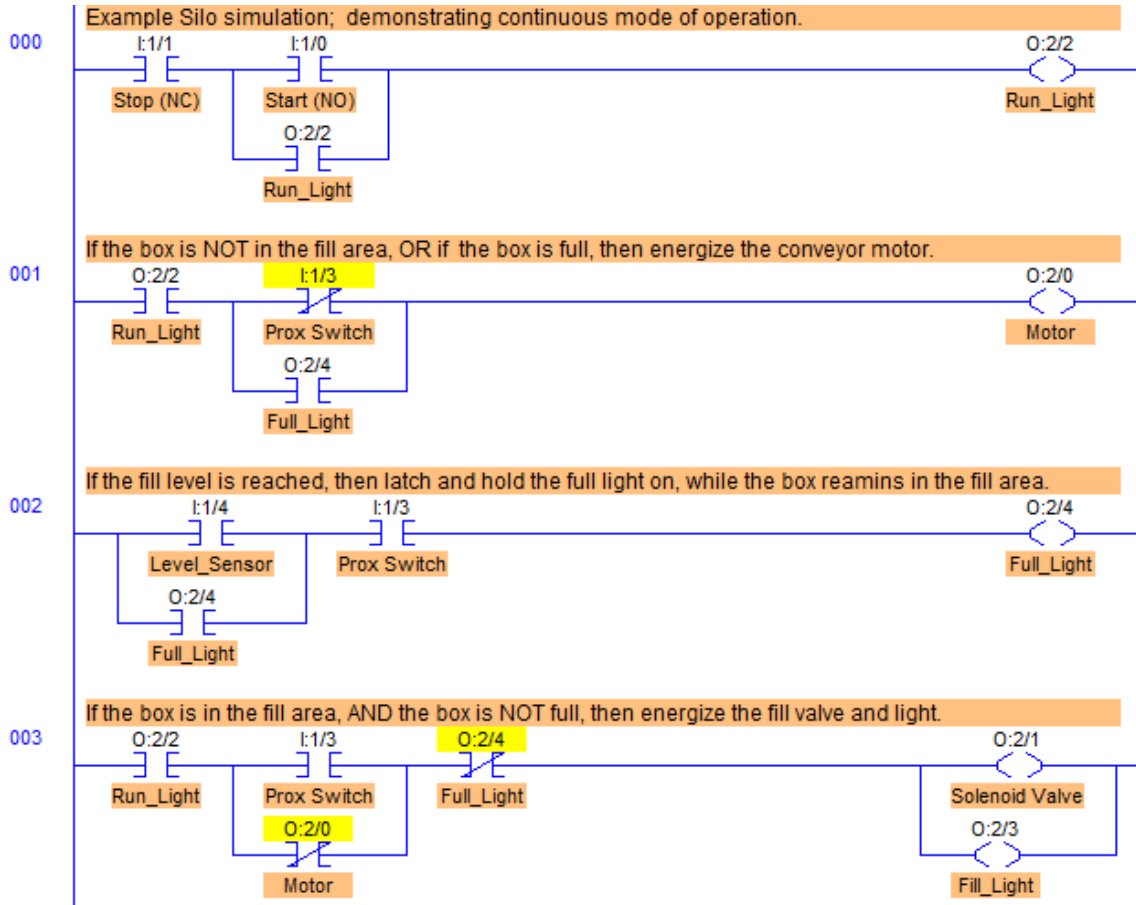 Example Silo simulation;  demonstrating continuous mode of operation.
000
I:1/1 I:1/0 O:2/2
Stop (NC) Start (NO) Run_Light
O:2/2
Run_Light
If the box is NOT in the fill area, OR if  the box is full, then energize the conveyor motor.
001
O:2/2 I:1/3 O:2/0
Run_Light Prox Switch Motor
O:2/4
Full_Light
If the fill level is reached, then latch and hold the full light on, while the box reamins in the fill area.
002
I:1/4 I:1/3 O:2/4
Level_Sensor Prox Switch Full_Light
O:2/4
Full_Light
If the box is in the fill area, AND the box is NOT full, then energize the fill valve and light.
003
O:2/2 I:1/3 O:2/4 O:2/1
Run_Light Prox Switch Full_Light Solenoid Valve
O:2/0 O:2/3
Motor Fill_Light